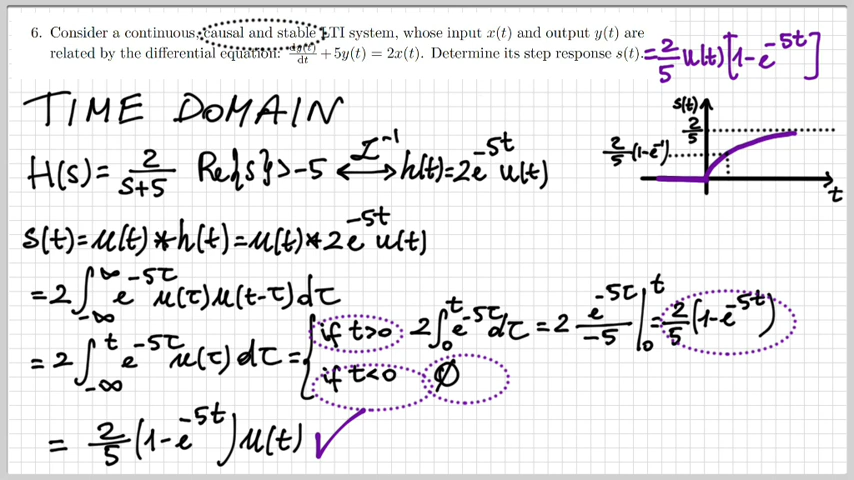 6. Consider a continuous, causal and stable LTI system, whose input x(t) and output y(t) are
related by the differential equation: dy(t)/dt + 5y(t) = 2x(t). Determine its step response s(t). = 2/5 u(t)[1-e^{-5t}]
TIME DOMAIN
s(t)
2/5
2/5(1-e^{-1})
t
H(s) = 2/(s+5) Re{s}>-5 ⟷ ℒ^{-1} h(t)=2e^{-5t}u(t)
s(t)=u(t)*h(t)=u(t)*2e^{-5t}u(t)
=2∫_{-∞}^{∞} e^{-5τ}u(τ)u(t-τ)dτ
=2∫_{-∞}^{t} e^{-5τ}u(τ)dτ = { if t>0 2∫_0^t e^{-5τ}dτ = 2 e^{-5τ}/-5 |_0^t = 2/5(1-e^{-5t})
if t<0 ∅
= 2/5 (1-e^{-5t})u(t) ✓